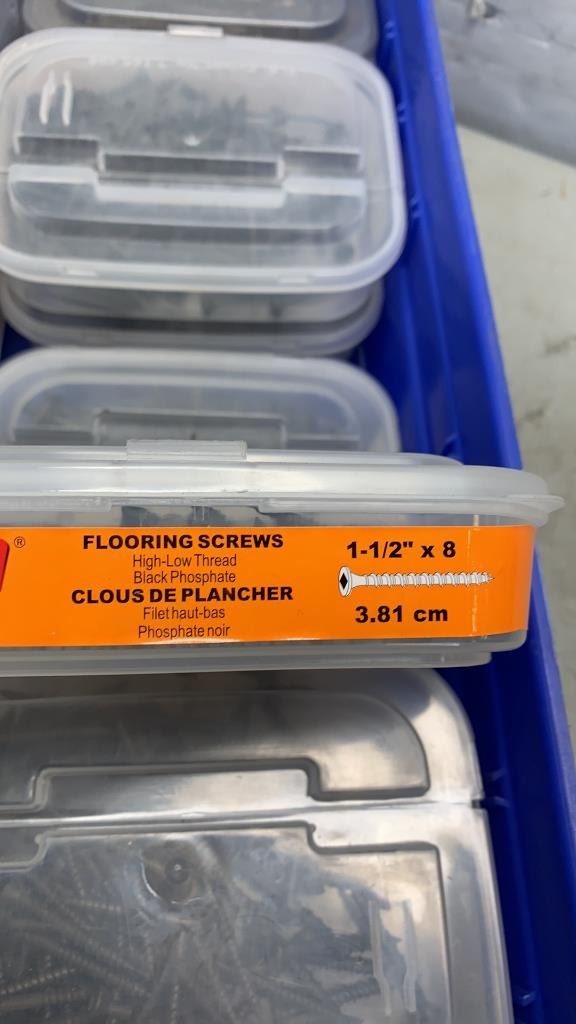 ®
FLOORING SCREWS
High-Low Thread
Black Phosphate
CLOUS DE PLANCHER
Filet haut-bas
Phosphate noir
1-1/2" x 8
3.81 cm